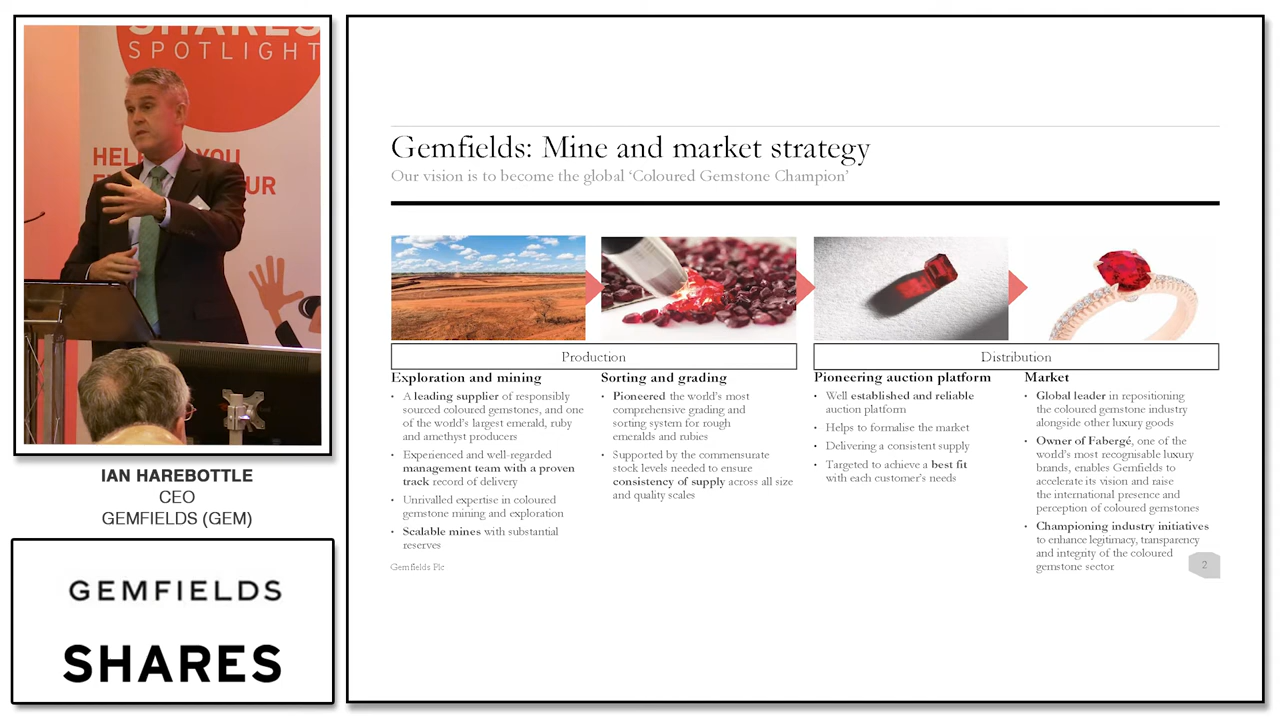 SHARES
SPOTLIGHT
IAN HAREBOTTLE
CEO
GEMFIELDS (GEM)
GEMFIELDS
SHARES
Gemfields: Mine and market strategy
Our vision is to become the global ‘Coloured Gemstone Champion’
Production
Exploration and mining
• A leading supplier of responsibly
sourced coloured gemstones, and one
of the world’s largest emerald, ruby
and amethyst producers
• Experienced and well-regarded
management team with a proven
track record of delivery
• Unrivalled expertise in coloured
gemstone mining and exploration
• Scalable mines with substantial
reserves
Sorting and grading
• Pioneered the world’s most
comprehensive grading and
sorting system for rough
emeralds and rubies
• Supported by the commensurate
stock levels needed to ensure
consistency of supply across all size
and quality scales
Distribution
Pioneering auction platform
• Well established and reliable
auction platform
• Helps to formalise the market
• Delivering a consistent supply
• Targeted to achieve a best fit
with each customer’s needs
Market
• Global leader in repositioning
the coloured gemstone industry
alongside other luxury goods
• Owner of Fabergé, one of the
world’s most recognisable luxury
brands, enables Gemfields to
accelerate its vision and raise
the international presence and
perception of coloured gemstones
• Championing industry initiatives
to enhance legitimacy, transparency
and integrity of the coloured
gemstone sector
Gemfields Plc
2